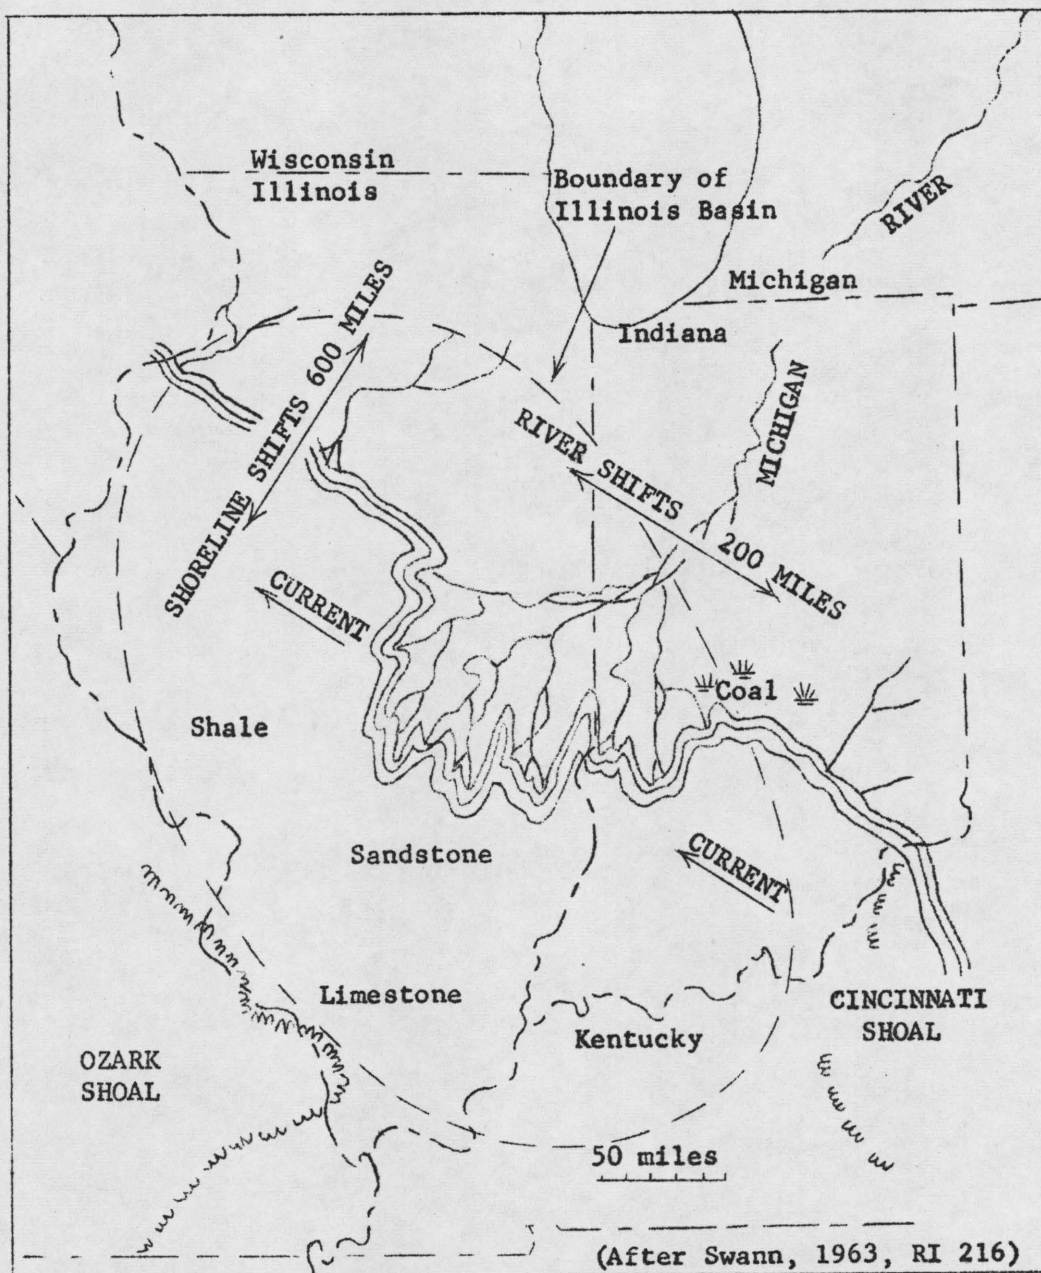 Wisconsin
Illinois
Boundary of
Illinois Basin
RIVER
Michigan
Indiana
SHORELINE SHIFTS 600 MILES
RIVER SHIFTS 200 MILES
MICHIGAN
CURRENT
Coal
Shale
Sandstone
CURRENT
Limestone
Kentucky
CINCINNATI
SHOAL
OZARK
SHOAL
50 miles
(After Swann, 1963, RI 216)